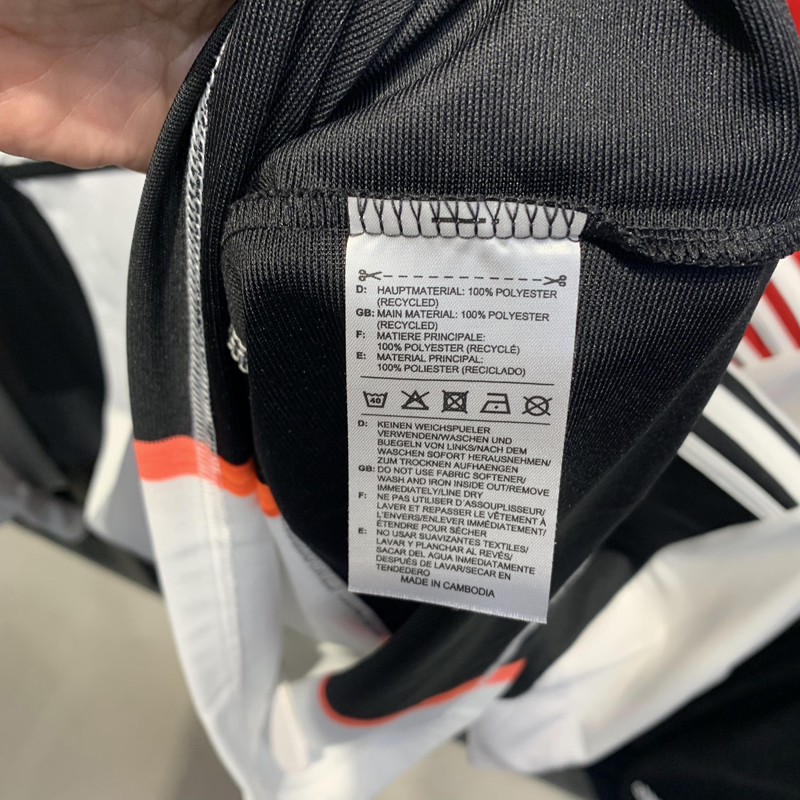 D: HAUPTMATERIAL: 100% POLYESTER
(RECYCLED)
GB: MAIN MATERIAL: 100% POLYESTER
(RECYCLED)
F: MATIERE PRINCIPALE:
100% POLYESTER (RECYCLÉ)
E: MATERIAL PRINCIPAL:
100% POLIESTER (RECICLADO)
40
D: KEINEN WEICHSPUELER
VERWENDEN/WASCHEN UND
BUEGELN VON LINKS/NACH DEM
WASCHEN SOFORT HERAUSNEHMEN/
ZUM TROCKNEN AUFHAENGEN
GB: DO NOT USE FABRIC SOFTENER/
WASH AND IRON INSIDE OUT/REMOVE
IMMEDIATELY/LINE DRY
F: NE PAS UTILISER D'ASSOUPLISEUR/
LAVER ET REPASSER LE VÊTEMENT À
L'ENVERS/ENLEVER IMMÉDIATEMENT/
ÉTENDRE POUR SÉCHER
E: NO USAR SUAVIZANTES TEXTILES/
LAVAR Y PLANCHAR AL REVÉS/
SACAR DEL AGUA INMEDIATAMENTE
DESPUÉS DE LAVAR/SECAR EN
TENDEDERO
MADE IN CAMBODIA